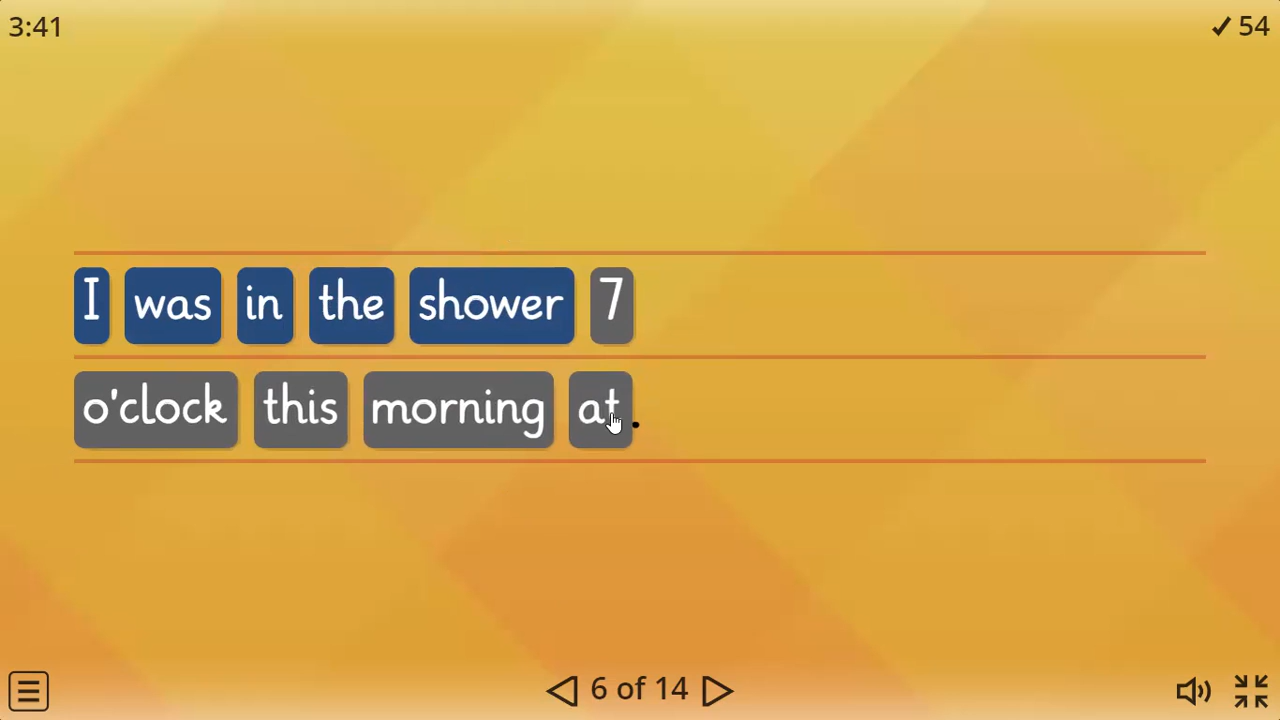 3:41
✓ 54
I was in the shower 7
o'clock this morning at.
6 of 14